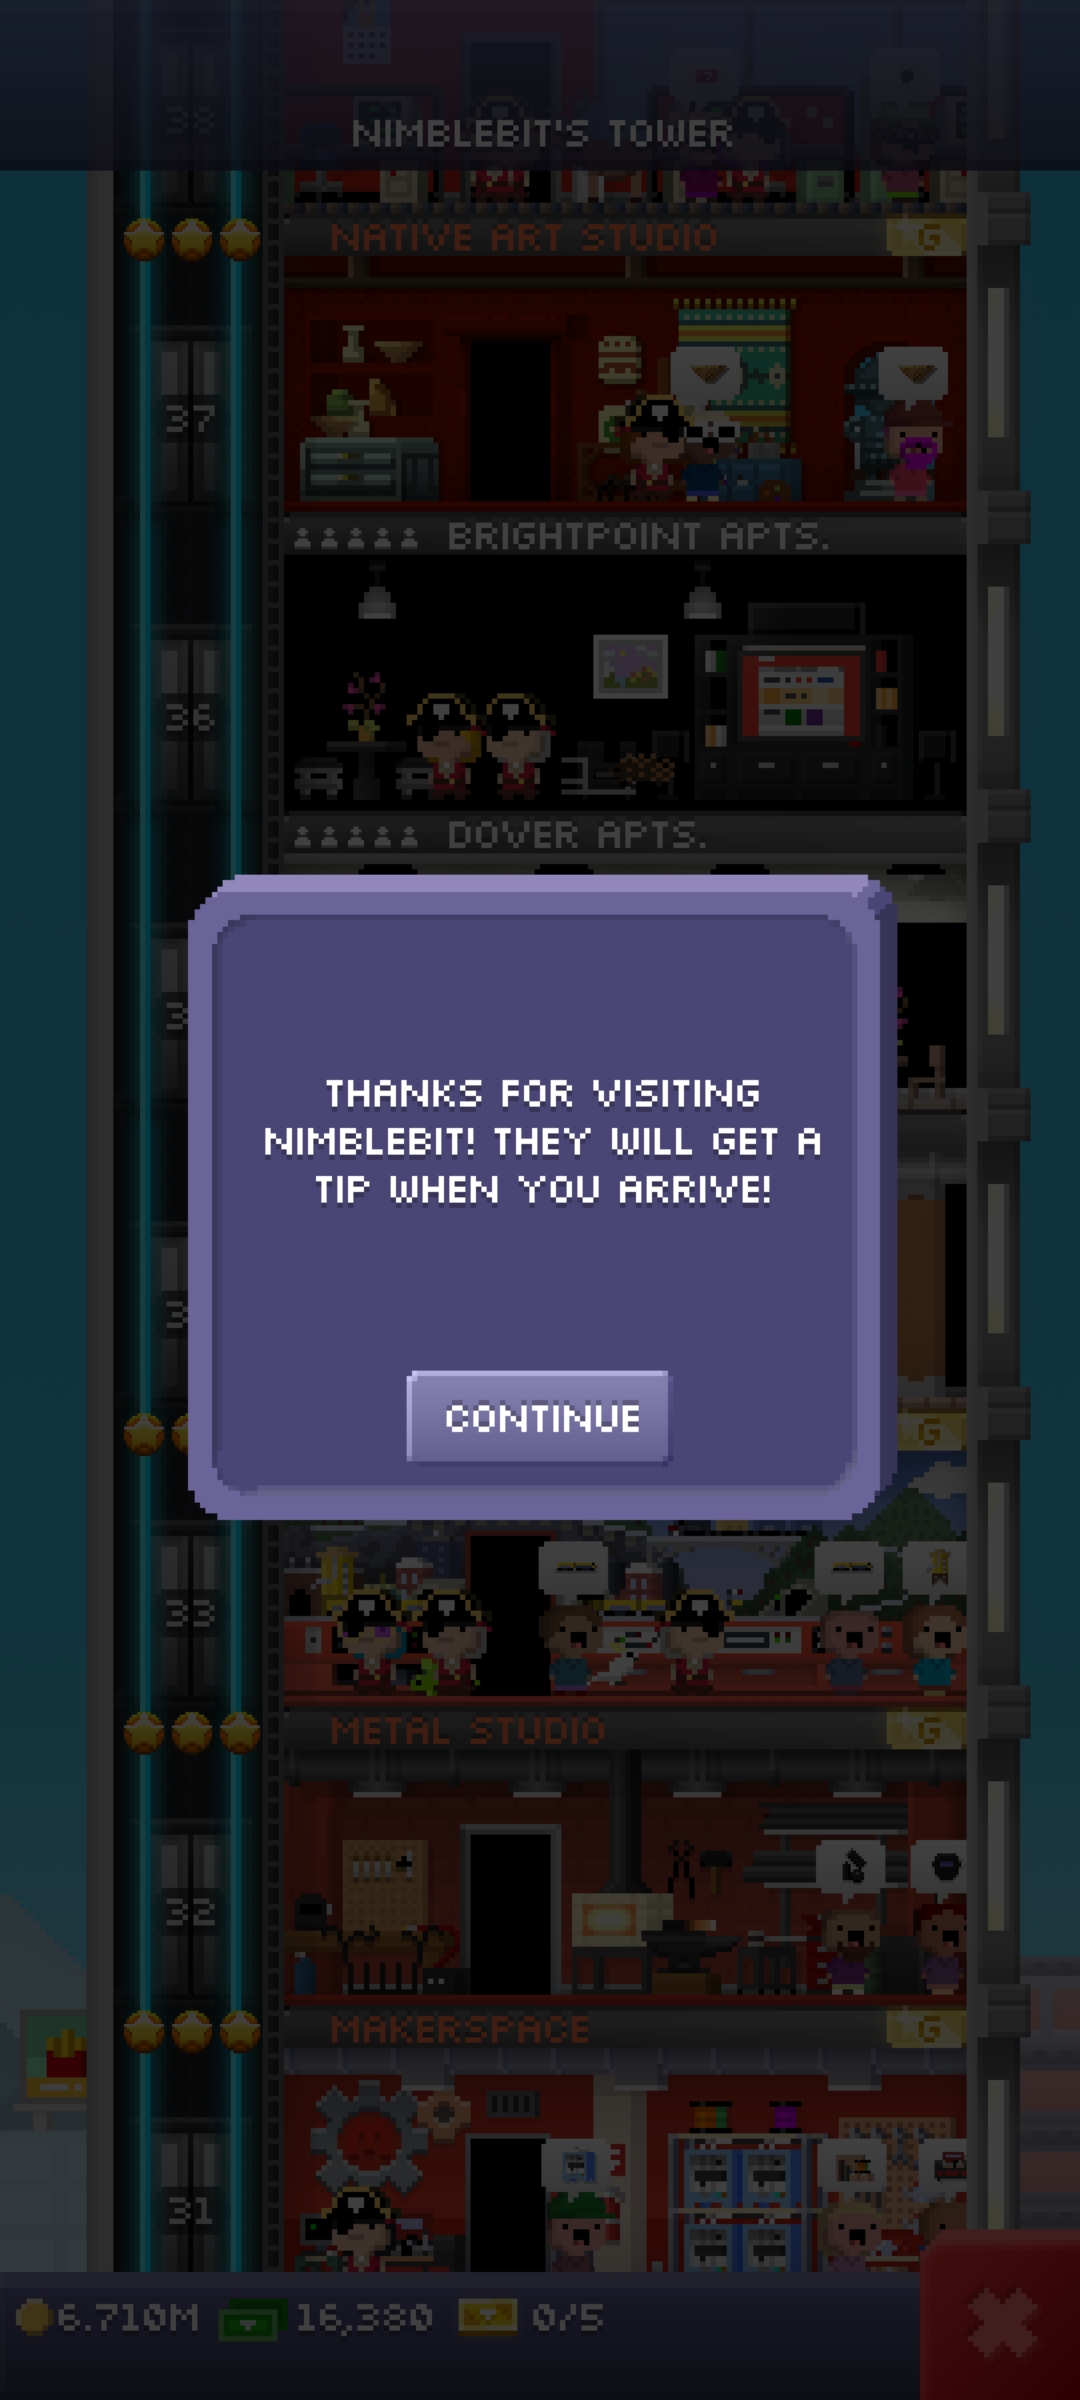 38
NIMBLEBIT'S TOWER
NATIVE ART STUDIO
G
37
BRIGHTPOINT APTS.
36
DOVER APTS.
THANKS FOR VISITING
NIMBLEBIT! THEY WILL GET A
TIP WHEN YOU ARRIVE!
CONTINUE
G
33
METAL STUDIO
G
32
MAKERSPACE
G
31
6.710M
16,380
0/5